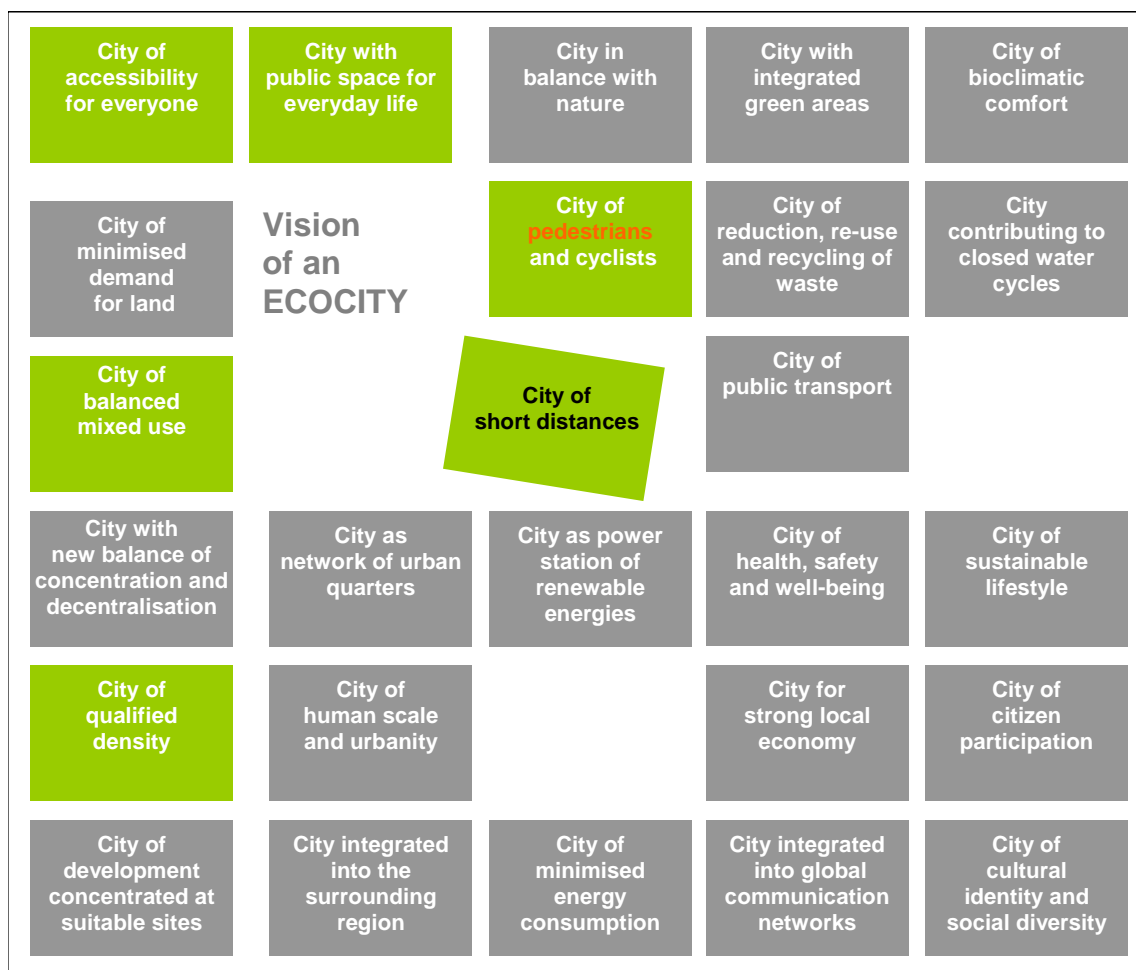 City of
accessibility
for everyone
City with
public space for
everyday life
City in
balance with
nature
City with
integrated
green areas
City of
bioclimatic
comfort
City of
minimised
demand
for land
Vision
of an
ECOCITY
City of
pedestrians
and cyclists
City of
reduction, re-use
and recycling of
waste
City
contributing to
closed water
cycles
City of
balanced
mixed use
City of
short distances
City of
public transport
City with
new balance of
concentration and
decentralisation
City as
network of urban
quarters
City as power
station of
renewable
energies
City of
health, safety
and well-being
City of
sustainable
lifestyle
City of
qualified
density
City of
human scale
and urbanity
City for
strong local
economy
City of
citizen
participation
City of
development
concentrated at
suitable sites
City integrated
into the
surrounding
region
City of
minimised
energy
consumption
City integrated
into global
communication
networks
City of
cultural
identity and
social diversity